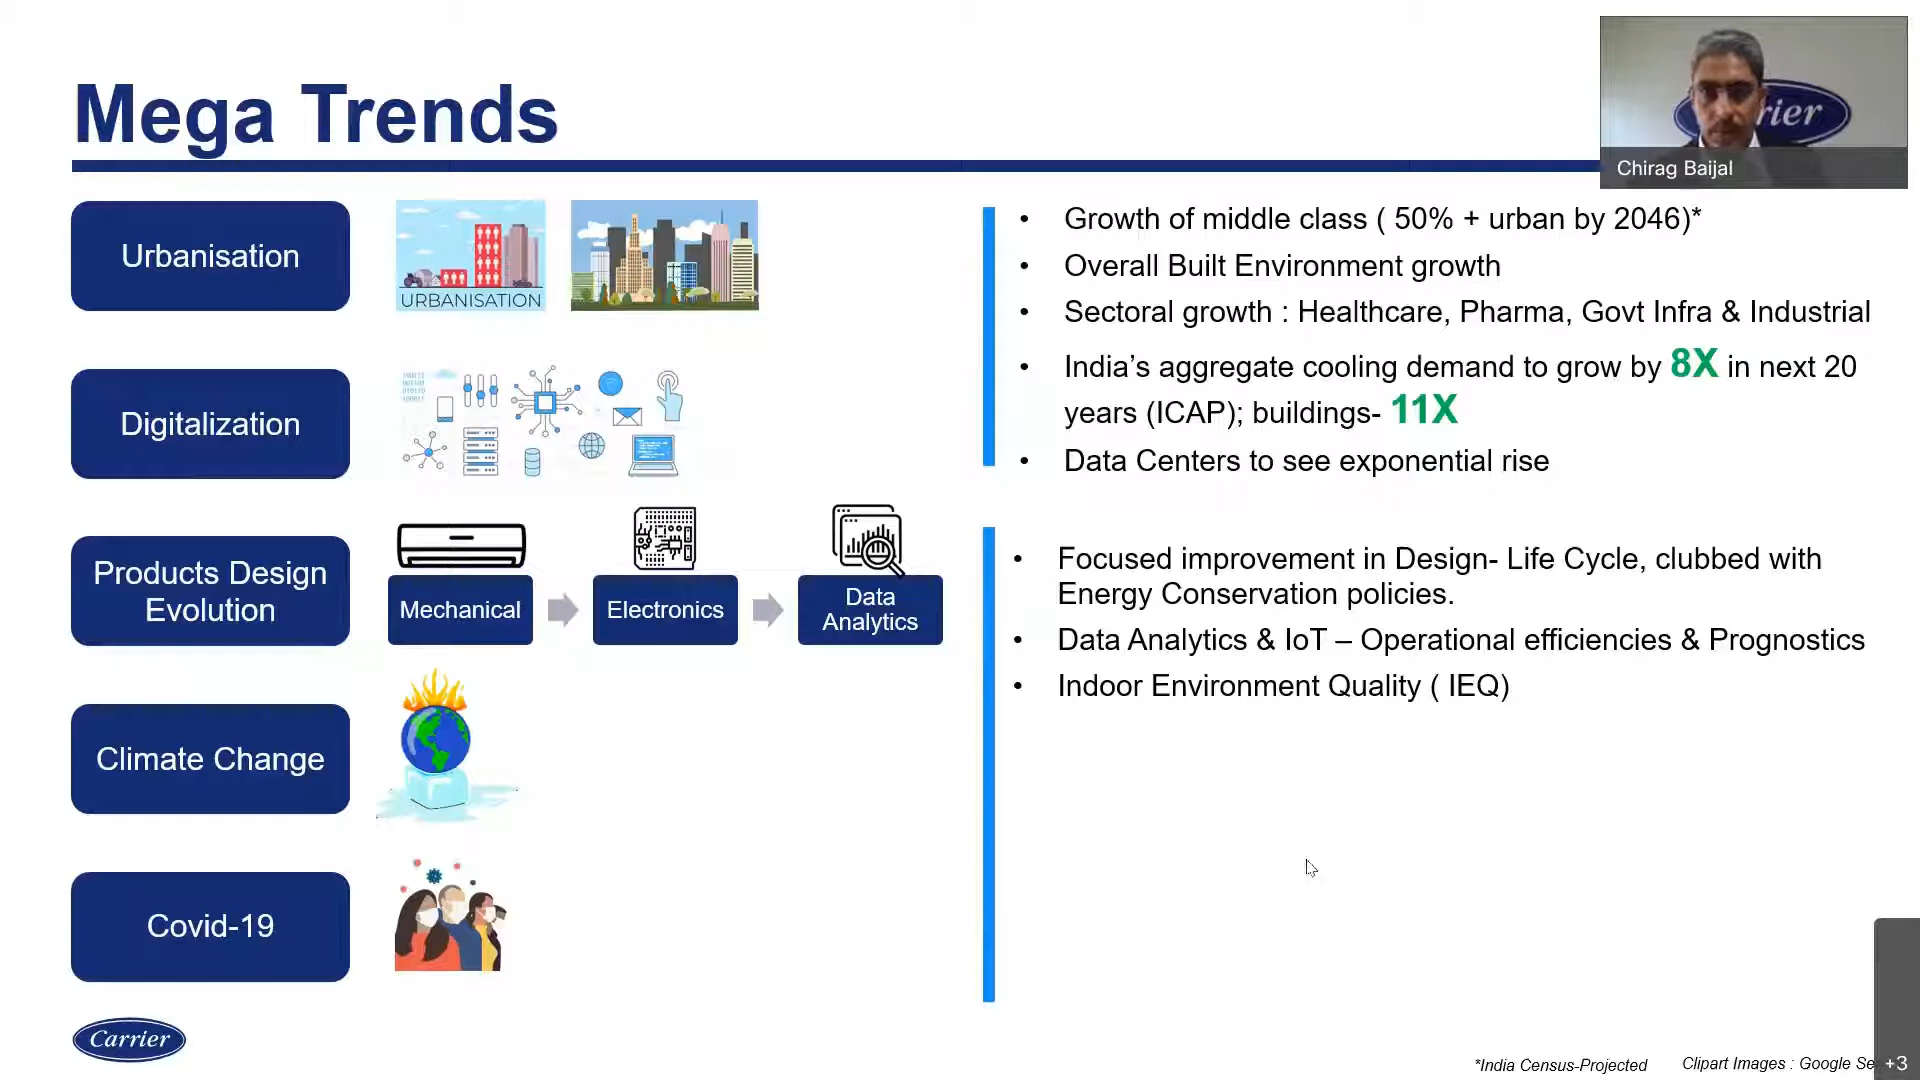 Mega Trends
rier
Chirag Baijal
Urbanisation
URBANISATION
Digitalization
Products Design
Evolution
Mechanical
Electronics
Data
Analytics
Climate Change
Covid-19
• Growth of middle class ( 50% + urban by 2046)*
• Overall Built Environment growth
• Sectoral growth : Healthcare, Pharma, Govt Infra & Industrial
• India’s aggregate cooling demand to grow by 8X in next 20
years (ICAP); buildings- 11X
• Data Centers to see exponential rise
• Focused improvement in Design- Life Cycle, clubbed with
Energy Conservation policies.
• Data Analytics & IoT – Operational efficiencies & Prognostics
• Indoor Environment Quality ( IEQ)
Carrier
*India Census-Projected
Clipart Images : Google
+3